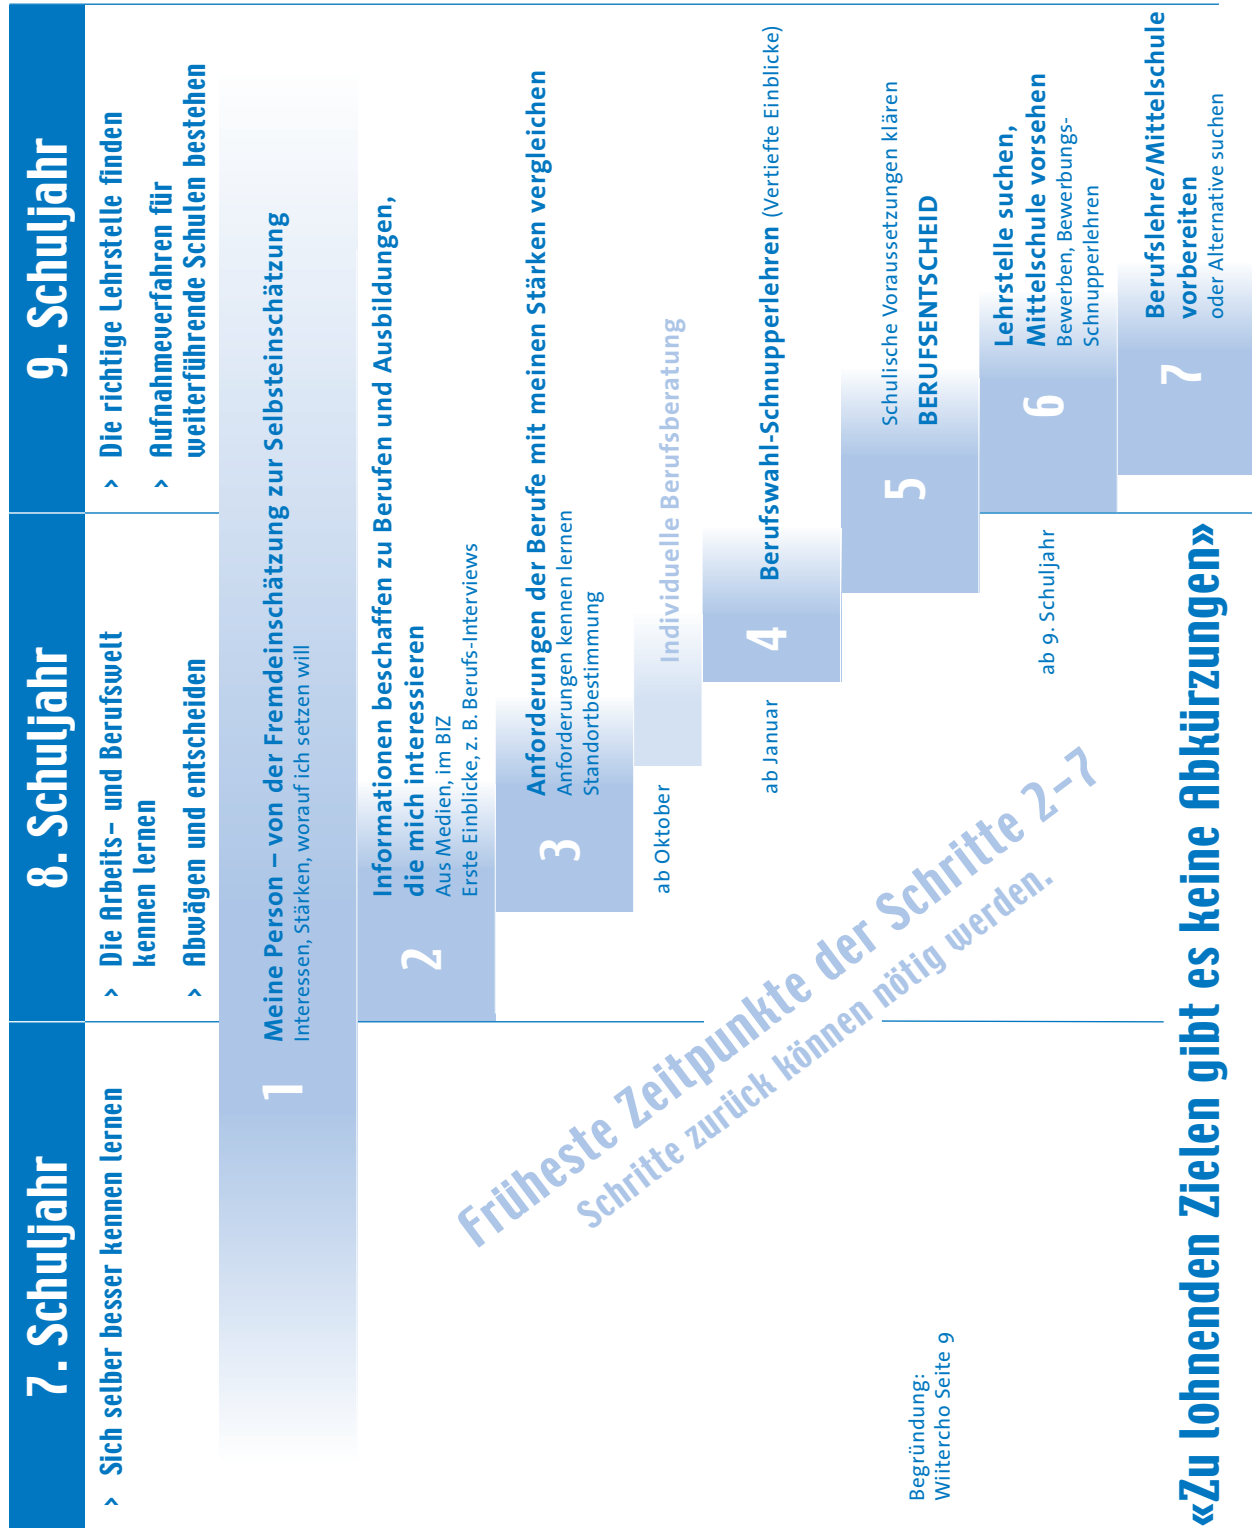 7. Schuljahr
8. Schuljahr
9. Schuljahr
> Sich selber besser kennen lernen
> Die Arbeits- und Berufswelt
kennen lernen
> Abwägen und entscheiden
> Die richtige Lehrstelle finden
> Aufnahmeverfahren für
weiterführende Schulen bestehen
1
Meine Person – von der Fremdeinschätzung zur Selbsteinschätzung
Interessen, Stärken, worauf ich setzen will
2
Informationen beschaffen zu Berufen und Ausbildungen,
die mich interessieren
Aus Medien, im BIZ
Erste Einblicke, z. B. Berufs-Interviews
3
Anforderungen der Berufe mit meinen Stärken vergleichen
Anforderungen kennen lernen
Standortbestimmung
ab Oktober
Individuelle Berufsberatung
ab Januar
4
Berufswahl-Schnupperlehren (Vertiefte Einblicke)
5
Schulische Voraussetzungen klären
BERUFSENTSCHEID
ab 9. Schuljahr
6
Lehrstelle suchen,
Mittelschule vorsehen
Bewerben, Bewerbungs-
Schnupperlehren
7
Berufslehre/Mittelschule
vorbereiten
oder Alternative suchen
Früheste Zeitpunkte der Schritte 2–7
Schritte zurück können nötig werden.
Begründung:
Wiitercho Seite 9
«Zu lohnenden Zielen gibt es keine Abkürzungen»